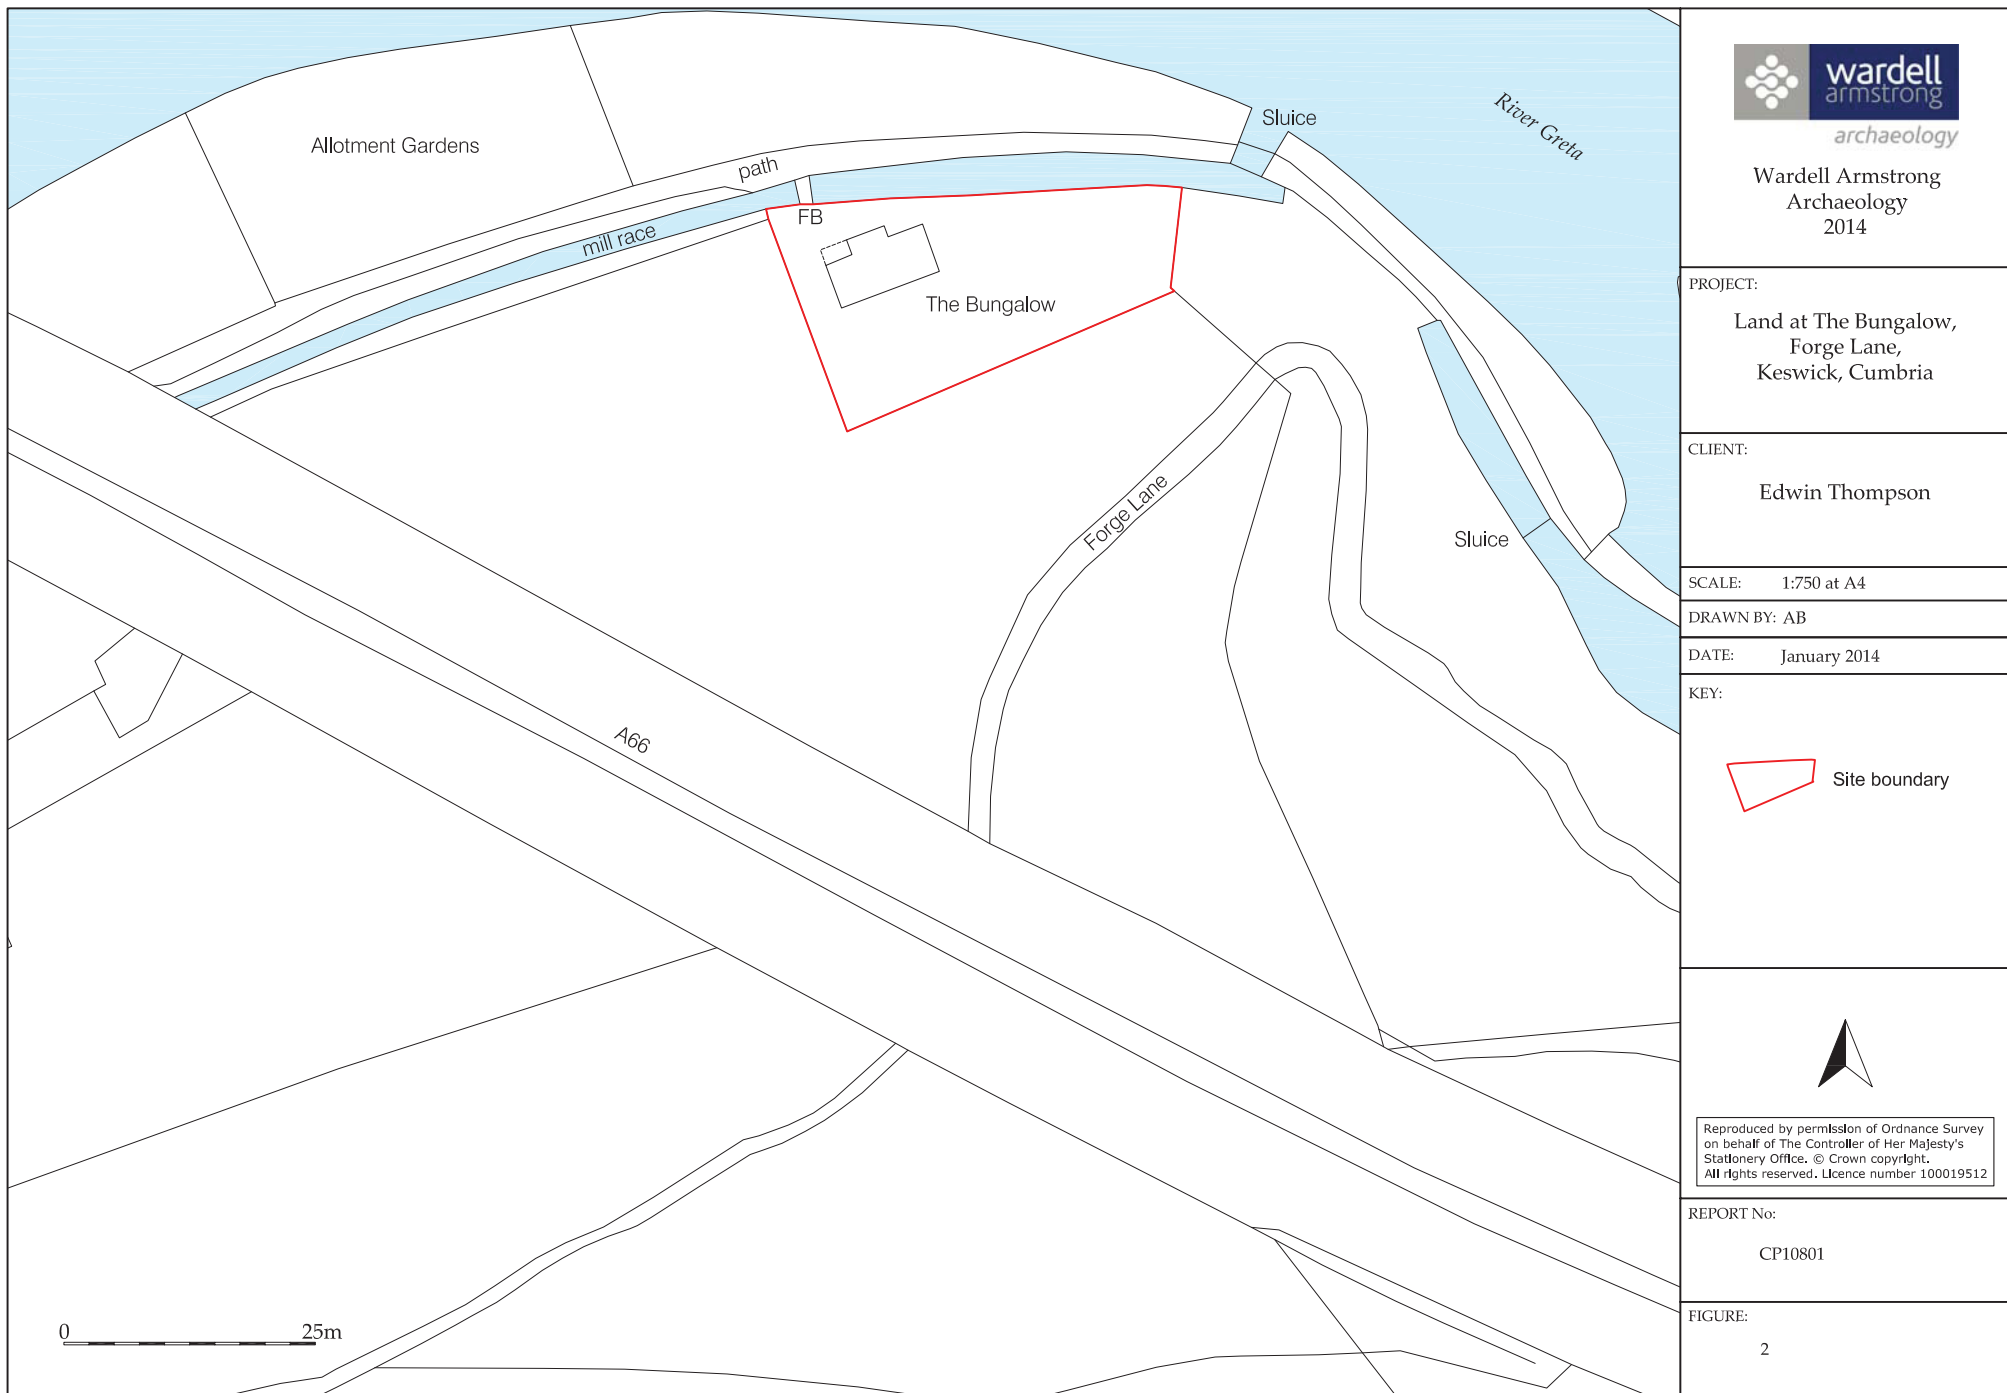 Allotment Gardens
path
mill race
FB
The Bungalow
Sluice
River Greta
Forge Lane
Sluice
A66
0 25m
wardell
armstrong
archaeology
Wardell Armstrong
Archaeology
2014
PROJECT:
Land at The Bungalow,
Forge Lane,
Keswick, Cumbria
CLIENT:
Edwin Thompson
SCALE: 1:750 at A4
DRAWN BY: AB
DATE: January 2014
KEY:
Site boundary
Reproduced by permission of Ordnance Survey
on behalf of The Controller of Her Majesty's
Stationery Office. © Crown copyright.
All rights reserved. Licence number 100019512
REPORT No:
CP10801
FIGURE:
2